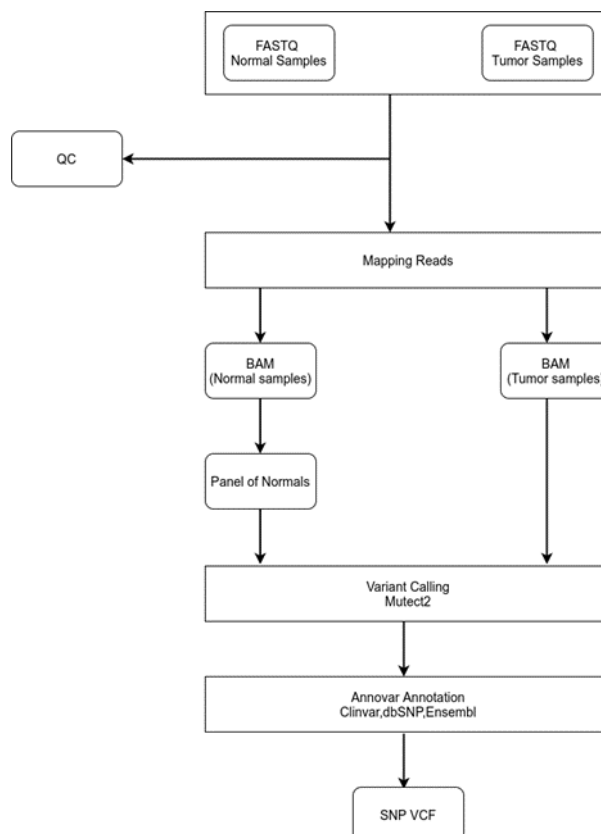 FASTQ
Normal Samples
FASTQ
Tumor Samples
QC
Mapping Reads
BAM
(Normal samples)
BAM
(Tumor samples)
Panel of Normals
Variant Calling
Mutect2
Annovar Annotation
Clinvar,dbSNP,Ensembl
SNP VCF